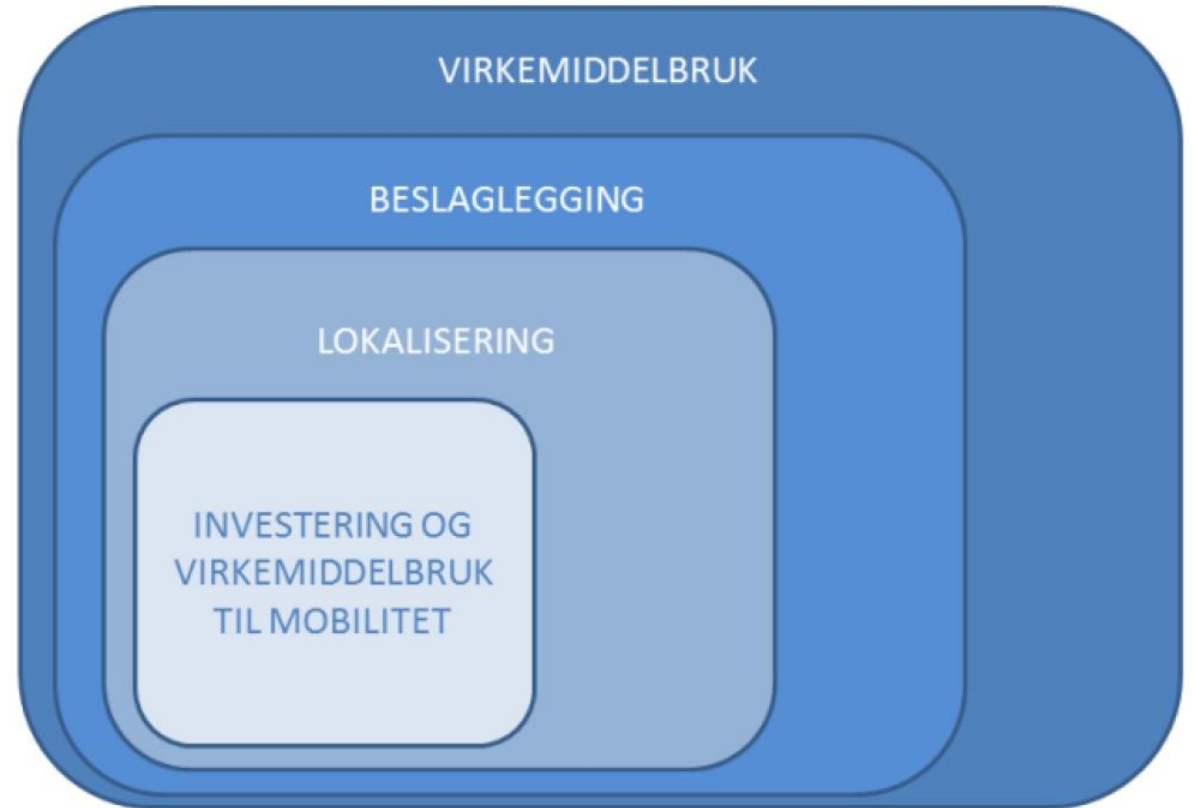 VIRKEMIDDELBRUK
BESLAGLEGGING
LOKALISERING
INVESTERING OG
VIRKEMIDDELBRUK
TIL MOBILITET